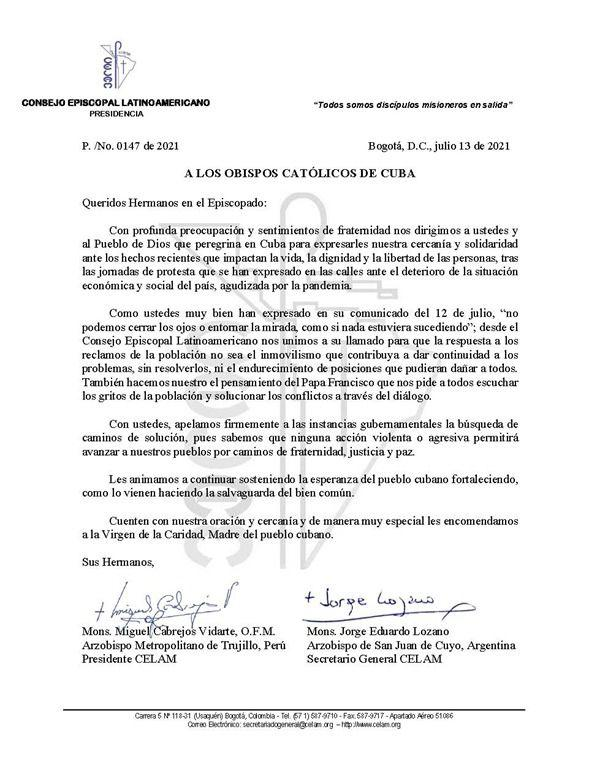 CONSEJO EPISCOPAL LATINOAMERICANO
PRESIDENCIA
“Todos somos discípulos misioneros en salida”
P. /No. 0147 de 2021
Bogotá, D.C., julio 13 de 2021
A LOS OBISPOS CATÓLICOS DE CUBA
Queridos Hermanos en el Episcopado:
Con profunda preocupación y sentimientos de fraternidad nos dirigimos a ustedes y
al Pueblo de Dios que peregrina en Cuba para expresarles nuestra cercanía y solidaridad
ante los hechos recientes que impactan la vida, la dignidad y la libertad de las personas, tras
las jornadas de protesta que se han expresado en las calles ante el deterioro de la situación
económica y social del país, agudizada por la pandemia.
Como ustedes muy bien han expresado en su comunicado del 12 de julio, “no
podemos cerrar los ojos o entornar la mirada, como si nada estuviera sucediendo”; desde el
Consejo Episcopal Latinoamericano nos unimos a su llamado para que la respuesta a los
reclamos de la población no sea el inmovilismo que contribuya a dar continuidad a los
problemas, sin resolverlos, ni el endurecimiento de posiciones que pudieran dañar a todos.
También hacemos nuestro el pensamiento del Papa Francisco que nos pide a todos escuchar
los gritos de la población y solucionar los conflictos a través del diálogo.
Con ustedes, apelamos firmemente a las instancias gubernamentales la búsqueda de
caminos de solución, pues sabemos que ninguna acción violenta o agresiva permitirá
avanzar a nuestros pueblos por caminos de fraternidad, justicia y paz.
Les animamos a continuar sosteniendo la esperanza del pueblo cubano fortaleciendo,
como lo vienen haciendo la salvaguarda del bien común.
Cuenten con nuestra oración y cercanía y de manera muy especial les encomendamos
a la Virgen de la Caridad, Madre del pueblo cubano.
Sus Hermanos,
+ Miguel Cabrejos V
+ Jorge Lozano
Mons. Miguel Cabrejos Vidarte, O.F.M.
Arzobispo Metropolitano de Trujillo, Perú
Presidente CELAM
Mons. Jorge Eduardo Lozano
Arzobispo de San Juan de Cuyo, Argentina
Secretario General CELAM
Carrera 5 Nº 118-31 (Usaquén) Bogotá, Colombia - Tel. (57 1) 587-9710 - Fax. 587-9717 - Apartado Aéreo 51086
Correo Electrónico: secretariadogeneral@celam.org – http://www.celam.org